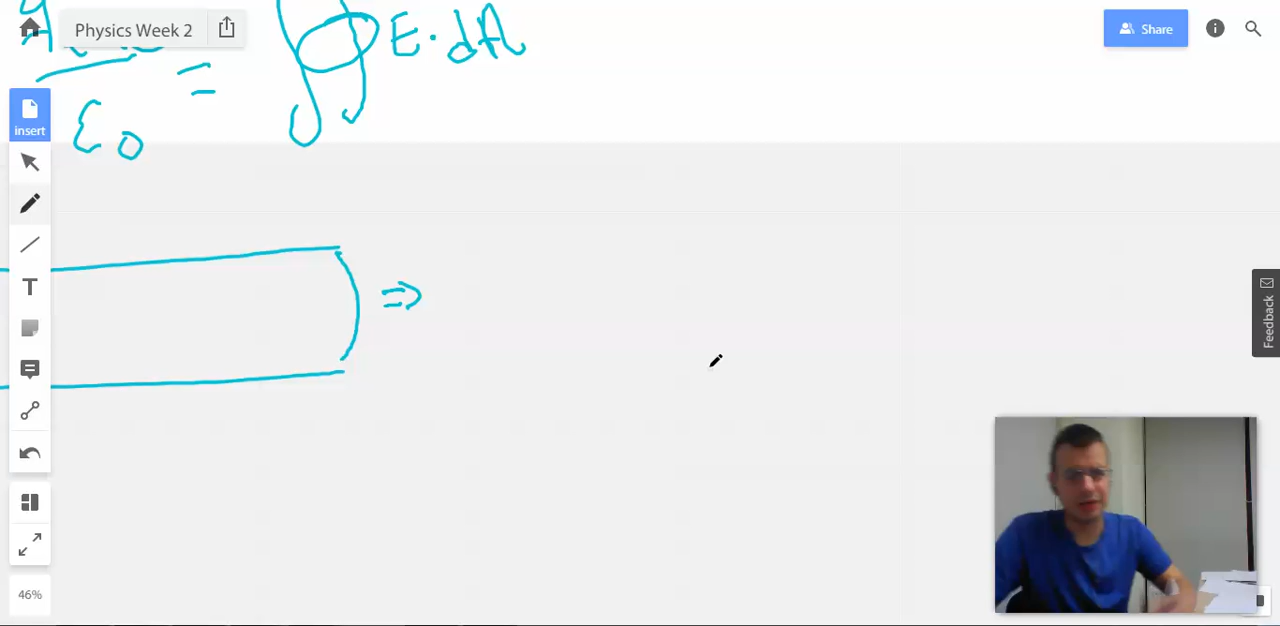 Physics Week 2
Share
= ∯ E · dA
ε₀
insert
⇒
T
Feedback
46%